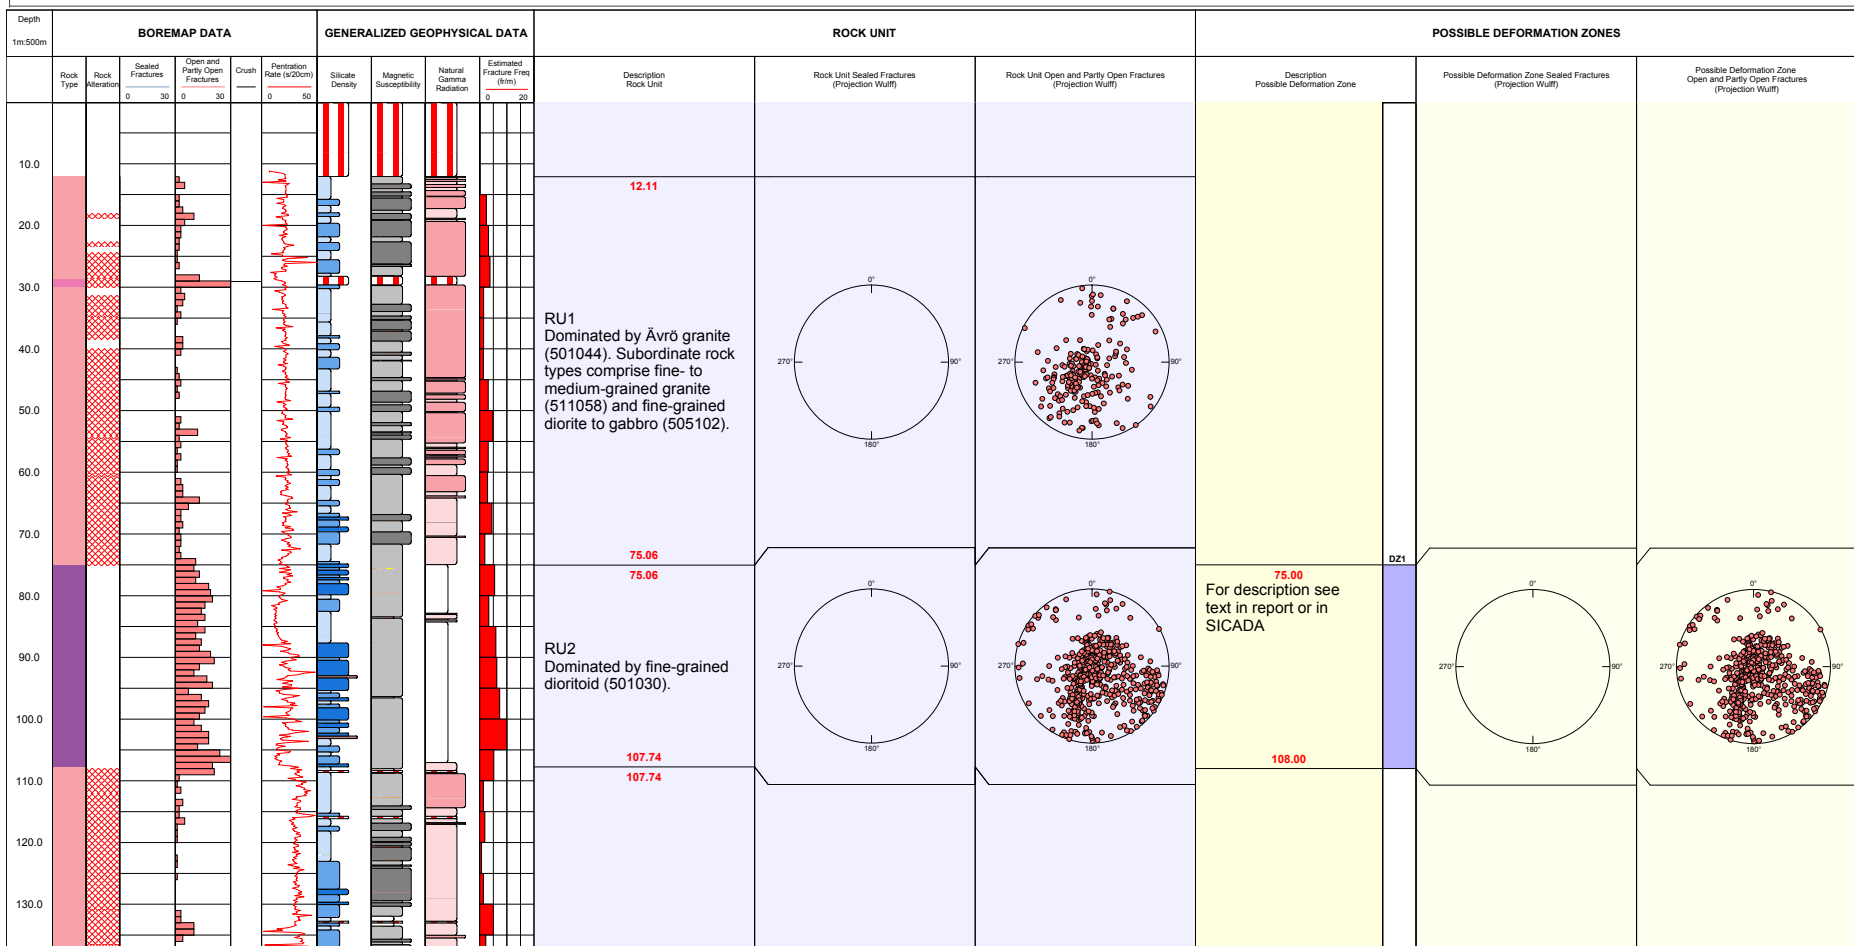 Depth
1m:500m
BOREMAP DATA
GENERALIZED GEOPHYSICAL DATA
ROCK UNIT
POSSIBLE DEFORMATION ZONES
Rock
Type
Rock
Alteration
Sealed
Fractures
0 30
Open and
Partly Open
Fractures
0 30
Crush
Pentration
Rate (s/20cm)
0 50
Silicate
Density
Magnetic
Susceptibility
Natural
Gamma
Radiation
Estimated
Fracture Freq
(fr/m)
0 20
Description
Rock Unit
Rock Unit Sealed Fractures
(Projection Wulff)
Rock Unit Open and Partly Open Fractures
(Projection Wulff)
Description
Possible Deformation Zone
Possible Deformation Zone Sealed Fractures
(Projection Wulff)
Possible Deformation Zone
Open and Partly Open Fractures
(Projection Wulff)
10.0
20.0
30.0
40.0
50.0
60.0
70.0
80.0
90.0
100.0
110.0
120.0
130.0
12.11
RU1
Dominated by Ävrö granite
(501044). Subordinate rock
types comprise fine- to
medium-grained granite
(511058) and fine-grained
diorite to gabbro (505102).
75.06
0°
270° 90°
180°
0°
270° 90°
180°
75.06
RU2
Dominated by fine-grained
dioritoid (501030).
107.74
107.74
0°
270° 90°
180°
0°
270° 90°
180°
DZ1
75.00
For description see
text in report or in
SICADA
108.00
0°
270° 90°
180°
0°
270° 90°
180°